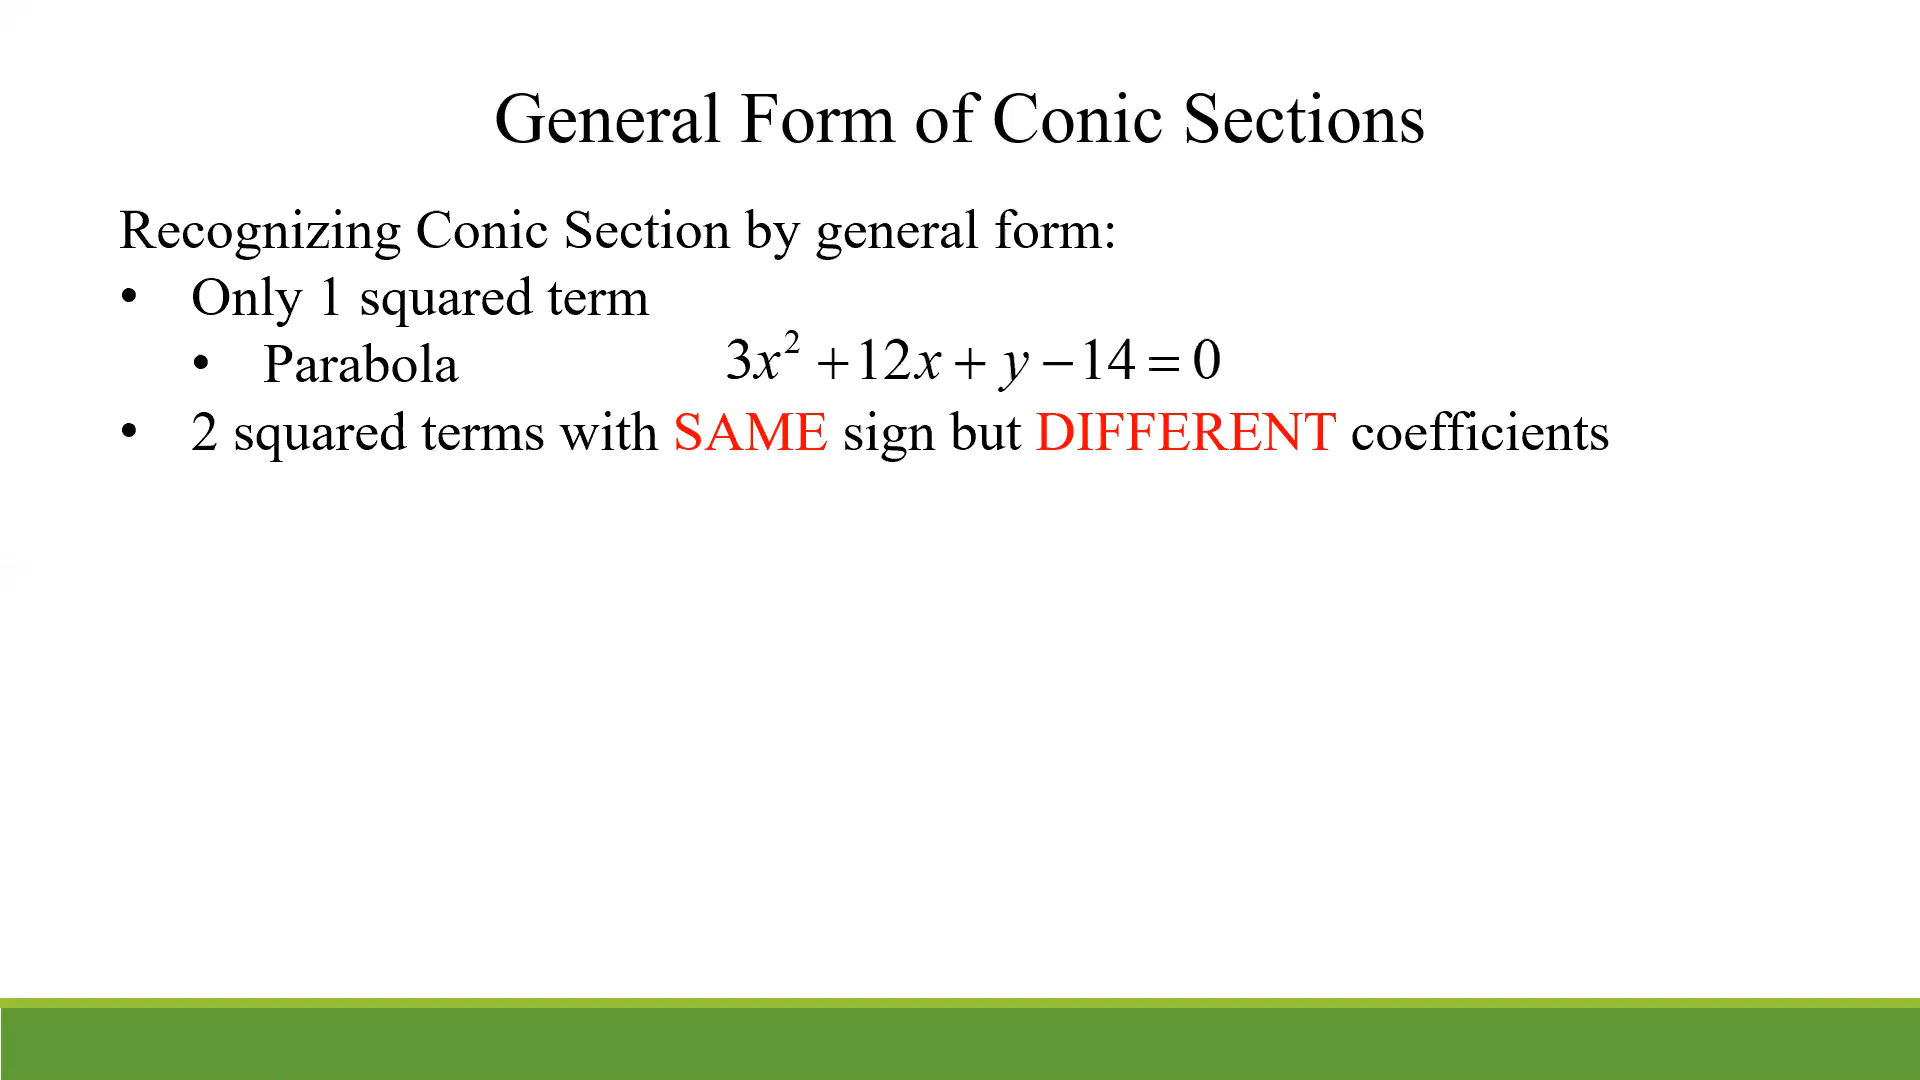 General Form of Conic Sections
Recognizing Conic Section by general form:
• Only 1 squared term
• Parabola 3x² + 12x + y − 14 = 0
• 2 squared terms with SAME sign but DIFFERENT coefficients